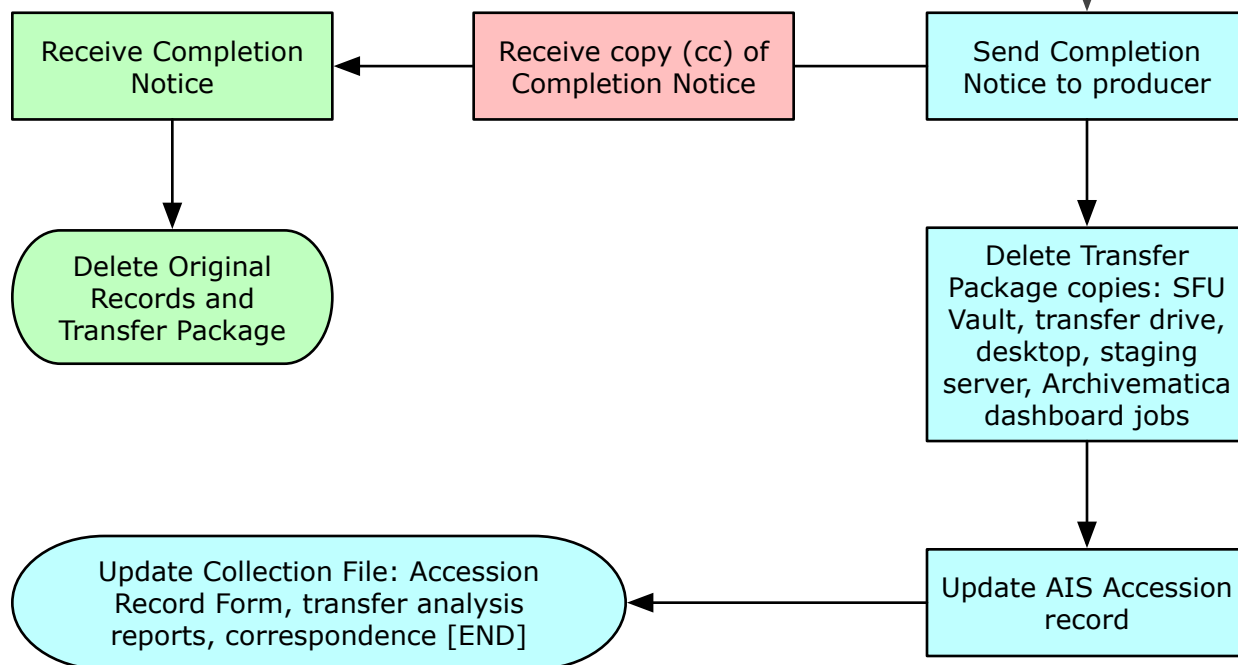 Receive Completion
Notice
Receive copy (cc) of
Completion Notice
Send Completion
Notice to producer
Delete Original
Records and
Transfer Package
Delete Transfer
Package copies: SFU
Vault, transfer drive,
desktop, staging
server, Archivematica
dashboard jobs
Update Collection File: Accession
Record Form, transfer analysis
reports, correspondence [END]
Update AIS Accession
record